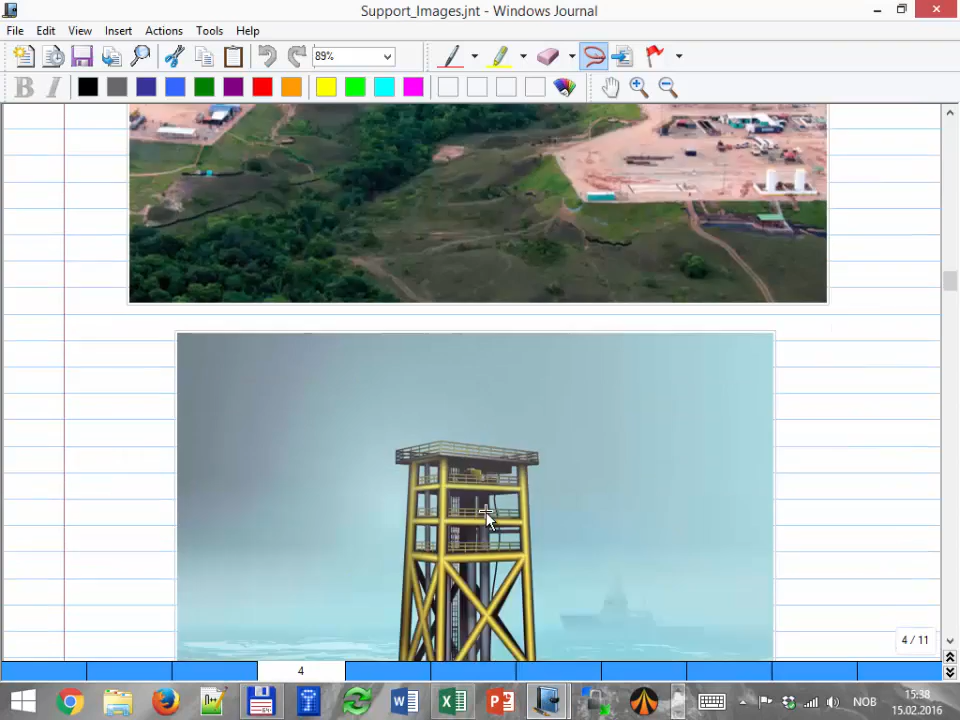 Support_Images.jnt - Windows Journal
File Edit View Insert Actions Tools Help
89%
B I
4 / 11
4
NOB
15:38
15.02.2016